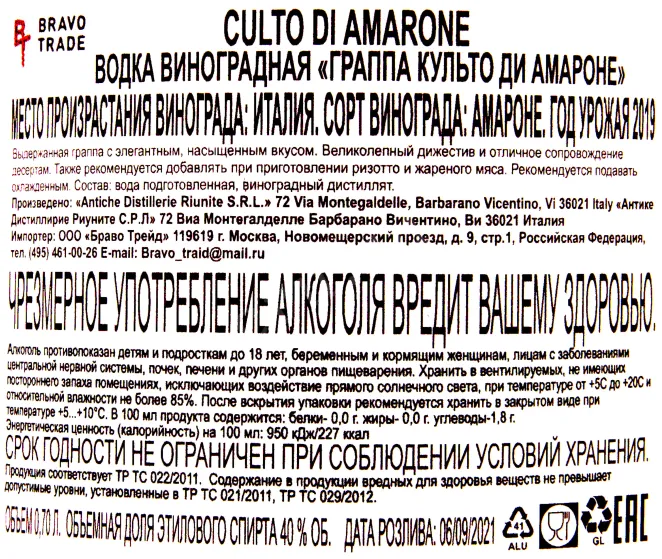 BRAVO
TRADE
CULTO DI AMARONE
ВОДКА ВИНОГРАДНАЯ «ГРАППА КУЛЬТО ДИ АМАРОНЕ»
МЕСТО ПРОИЗРАСТАНИЯ ВИНОГРАДА: ИТАЛИЯ. СОРТ ВИНОГРАДА: АМАРОНЕ. ГОД УРОЖАЯ 2019
Выдержанная граппа с элегантным, насыщенным вкусом. Великолепный дижестив и отличное сопровождение
десертам. Также рекомендуется добавлять при приготовлении ризотто и жареного мяса. Рекомендуется подавать
охлажденным. Состав: вода подготовленная, виноградный дистиллят.
Произведено: «Antiche Distillerie Riunite S.R.L.» 72 Via Montegaldelle, Barbarano Vicentino, Vi 36021 Italy «Антике
Дистиллирие Риуните С.Р.Л» 72 Виа Монтегалделле Барбарано Вичентино, Ви 36021 Италия
Импортер: ООО «Браво Трейд» 119619 г. Москва, Новомещерский проезд, д. 9, стр.1, Российская Федерация,
тел. (495) 461-00-26 E-mail: Bravo_traid@mail.ru
ЧРЕЗМЕРНОЕ УПОТРЕБЛЕНИЕ АЛКОГОЛЯ ВРЕДИТ ВАШЕМУ ЗДОРОВЬЮ.
Алкоголь противопоказан детям и подросткам до 18 лет, беременным и кормящим женщинам, лицам с заболеваниями
центральной нервной системы, почек, печени и других органов пищеварения. Хранить в вентилируемых, не имеющих
постороннего запаха помещениях, исключающих воздействие прямого солнечного света, при температуре от +5С до +20С и
относительной влажности не более 85%. После вскрытия упаковки рекомендуется хранить в закрытом виде при
температуре +5...+10°С. В 100 мл продукта содержится: белки- 0,0 г. жиры- 0,0 г. углеводы-1,8 г.
Энергетическая ценность (калорийность) на 100 мл: 950 кДж/227 ккал
СРОК ГОДНОСТИ НЕ ОГРАНИЧЕН ПРИ СОБЛЮДЕНИИ УСЛОВИЙ ХРАНЕНИЯ.
Продукция соответствует ТР ТС 022/2011. Содержание в продукции вредных для здоровья веществ не превышает
допустимые уровни, установленные в ТР ТС 021/2011, ТР ТС 029/2012.
ОБЪЕМ 0,70 Л. ОБЪЕМНАЯ ДОЛЯ ЭТИЛОВОГО СПИРТА 40 % ОБ. ДАТА РОЗЛИВА: 06/09/2021
41
ALU
GL
EAC